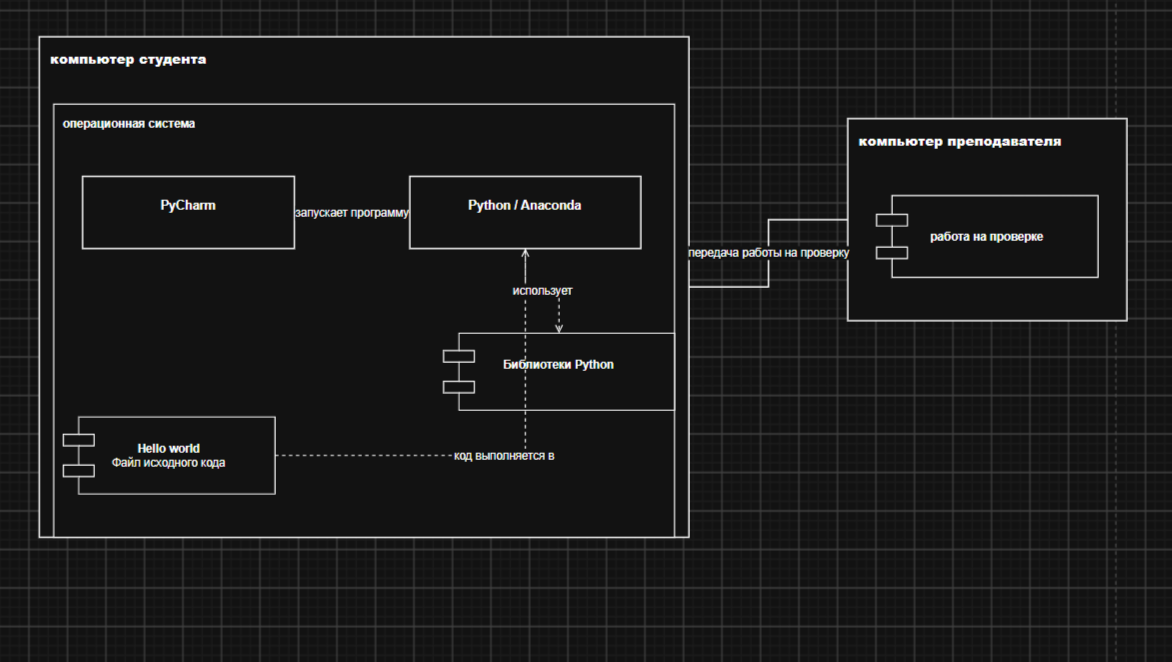 компьютер студента
операционная система
PyCharm
запускает программу
Python / Anaconda
использует
Библиотеки Python
Hello world
Файл исходного кода
код выполняется в
передача работы на проверку
компьютер преподавателя
работа на проверке